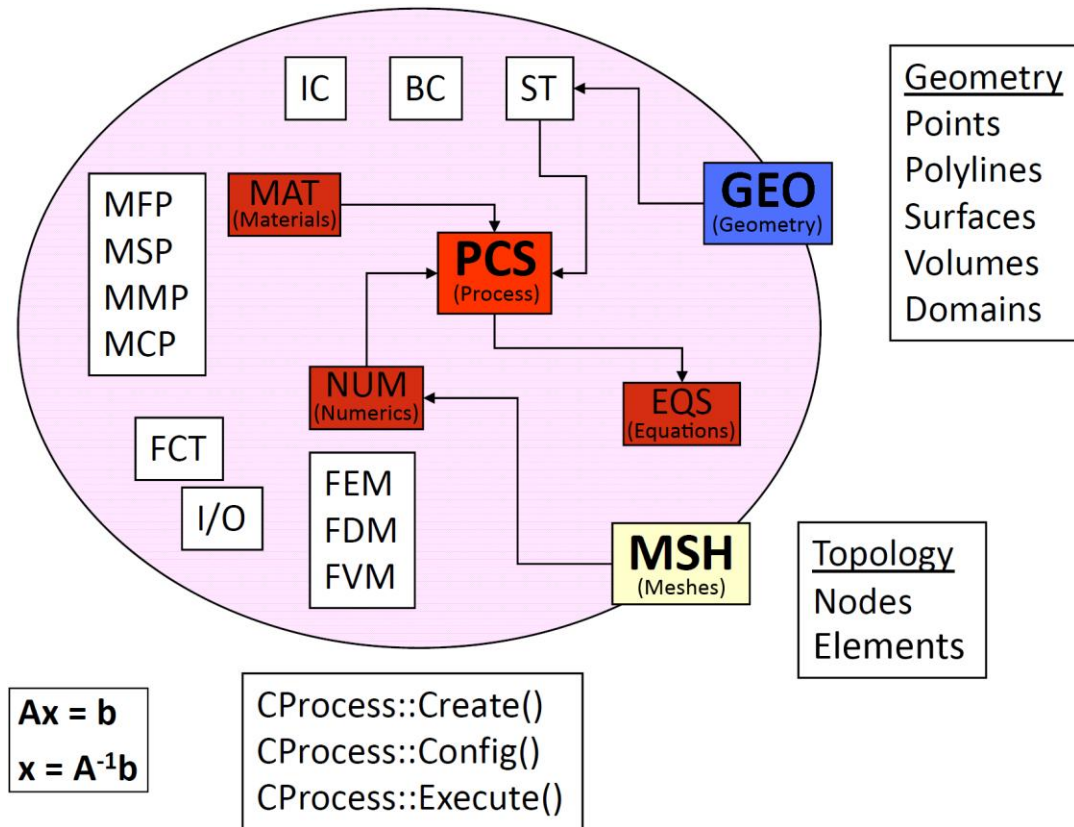 IC
BC
ST
Geometry
Points
Polylines
Surfaces
Volumes
Domains
MAT
(Materials)
GEO
(Geometry)
MFP
MSP
MMP
MCP
PCS
(Process)
NUM
(Numerics)
EQS
(Equations)
FCT
I/O
FEM
FDM
FVM
MSH
(Meshes)
Topology
Nodes
Elements
Ax = b
x = A⁻¹b
CProcess::Create()
CProcess::Config()
CProcess::Execute()